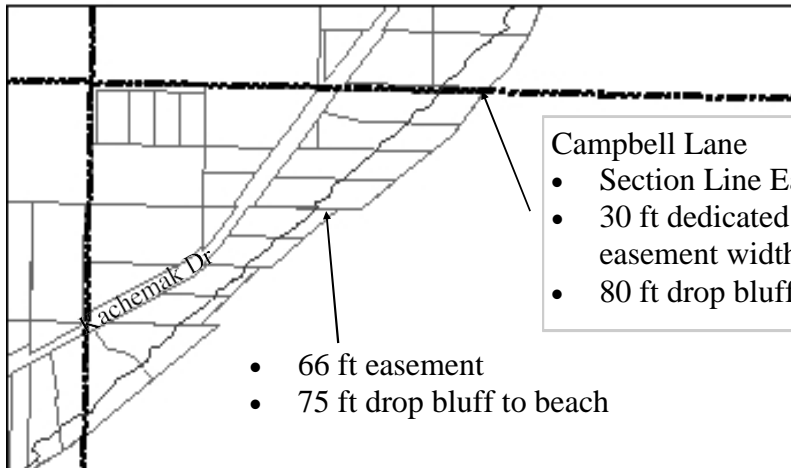 Campbell Lane
• Section Line Ea
• 30 ft dedicated
easement width
• 80 ft drop bluff
Kachemak Dr
• 66 ft easement
• 75 ft drop bluff to beach